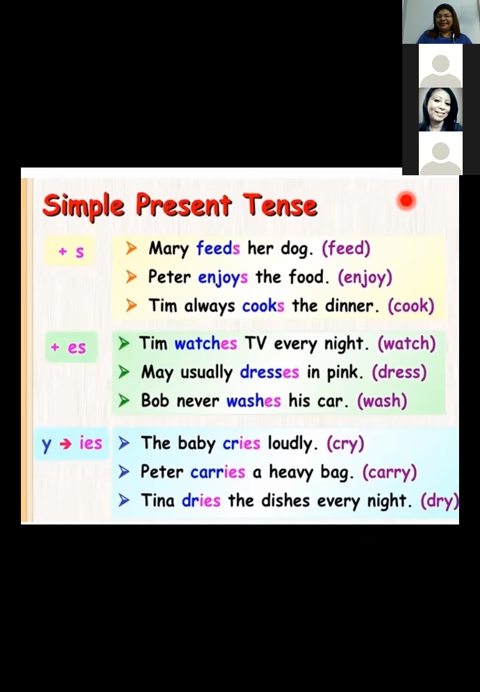 Simple Present Tense
+ s
Mary feeds her dog. (feed)
Peter enjoys the food. (enjoy)
Tim always cooks the dinner. (cook)
+ es
Tim watches TV every night. (watch)
May usually dresses in pink. (dress)
Bob never washes his car. (wash)
y → ies
The baby cries loudly. (cry)
Peter carries a heavy bag. (carry)
Tina dries the dishes every night. (dry)